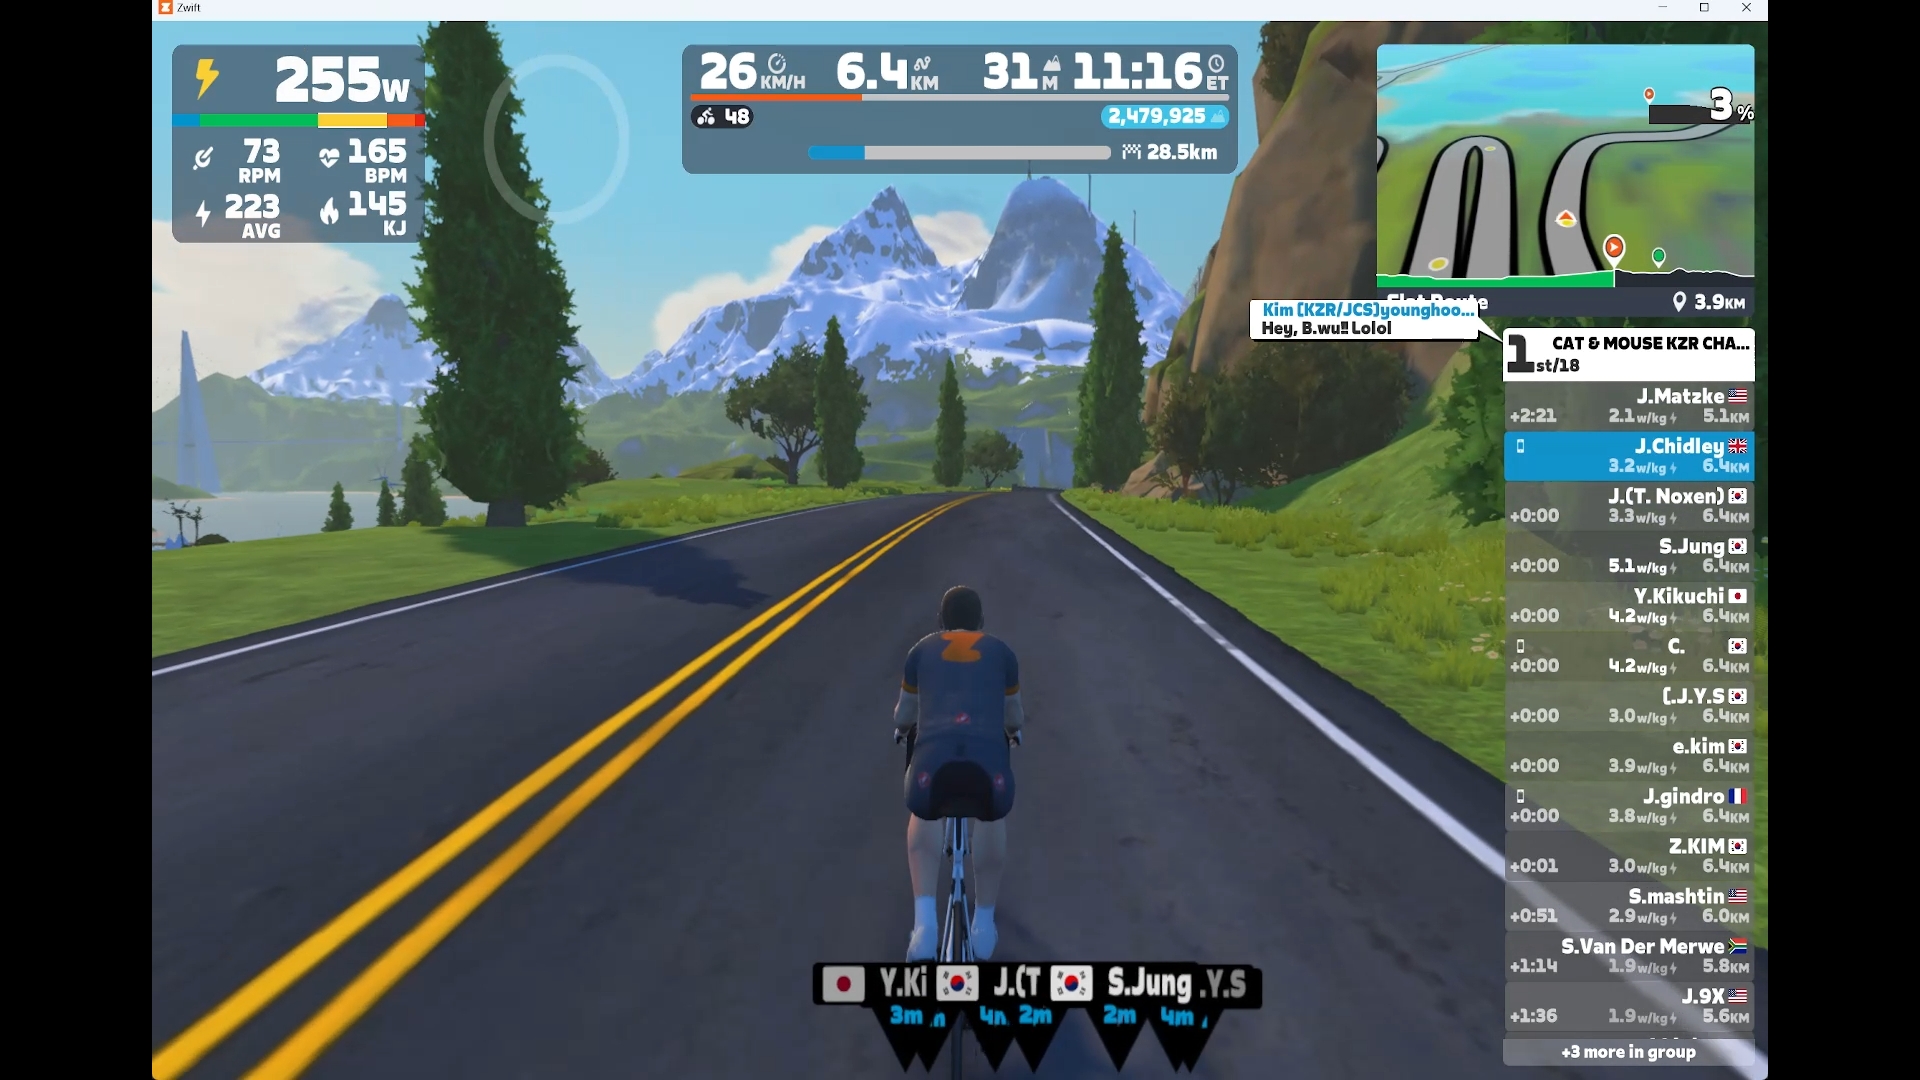 Zwift
255w
73
RPM
165
BPM
223
AVG
145
KJ
26 KM/H 6.4 KM 31 M 11:16 ET
48
2,479,925
28.5km
3%
3.9KM
Kim [KZR/JCS]younghoo...
Hey, B.wu!! Lolol
CAT & MOUSE KZR CHA...
1st/18
J.Matzke
+2:21 2.1w/kg 5.1KM
J.Chidley
3.2w/kg 6.4KM
J.(T. Noxen)
+0:00 3.3w/kg 6.4KM
S.Jung
+0:00 5.1w/kg 6.4KM
Y.Kikuchi
+0:00 4.2w/kg 6.4KM
C.
+0:00 4.2w/kg 6.4KM
(.J.Y.S
+0:00 3.0w/kg 6.4KM
e.kim
+0:00 3.9w/kg 6.4KM
J.gindro
+0:00 3.8w/kg 6.4KM
Z.KIM
+0:01 3.0w/kg 6.4KM
S.mashtin
+0:51 2.9w/kg 6.0KM
S.Van Der Merwe
+1:14 1.9w/kg 5.8KM
J.9X
+1:36 1.9w/kg 5.6KM
+3 more in group
Y.Ki J.(T S.Jung .Y.S
3m 4m 2m 2m 4m